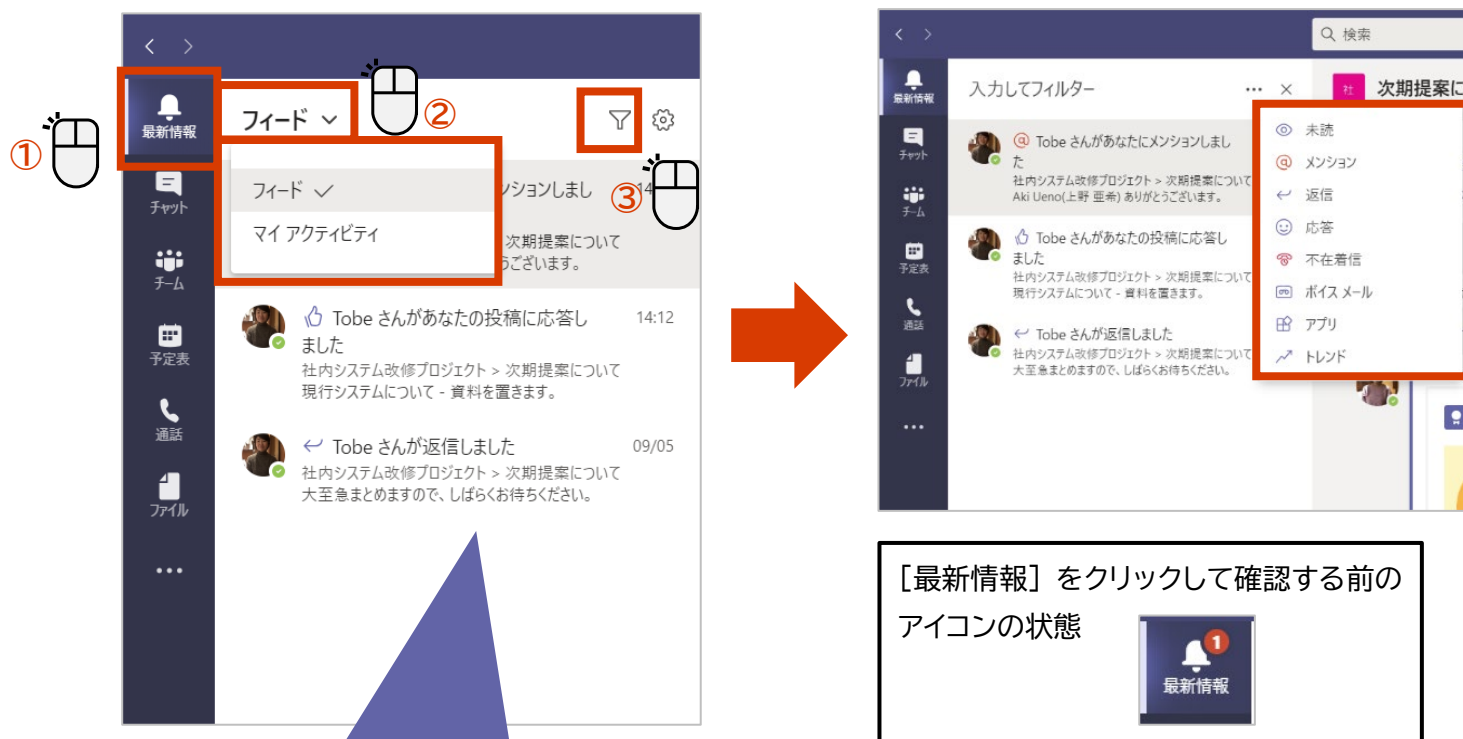 ①
最新情報
フィード
②
③
フィード
マイ アクティビティ
ンションしまし
14
次期提案について
うございます。
Tobe さんがあなたの投稿に応答し
14:12
ました
社内システム改修プロジェクト > 次期提案について
現行システムについて - 資料を置きます。
Tobe さんが返信しました
09/05
社内システム改修プロジェクト > 次期提案について
大至急まとめますので、しばらくお待ちください。
チャット
チーム
予定表
通話
ファイル
検索
最新情報
チャット
チーム
予定表
通話
ファイル
入力してフィルター
社
次期提案に
Tobe さんがあなたにメンションしまし
た
社内システム改修プロジェクト > 次期提案について
Aki Ueno(上野 亜希) ありがとうございます。
Tobe さんがあなたの投稿に応答し
ました
社内システム改修プロジェクト > 次期提案について
現行システムについて - 資料を置きます。
Tobe さんが返信しました
社内システム改修プロジェクト > 次期提案について
大至急まとめますので、しばらくお待ちください。
未読
メンション
返信
応答
不在着信
ボイス メール
アプリ
トレンド
［最新情報］をクリックして確認する前の
アイコンの状態
1
最新情報